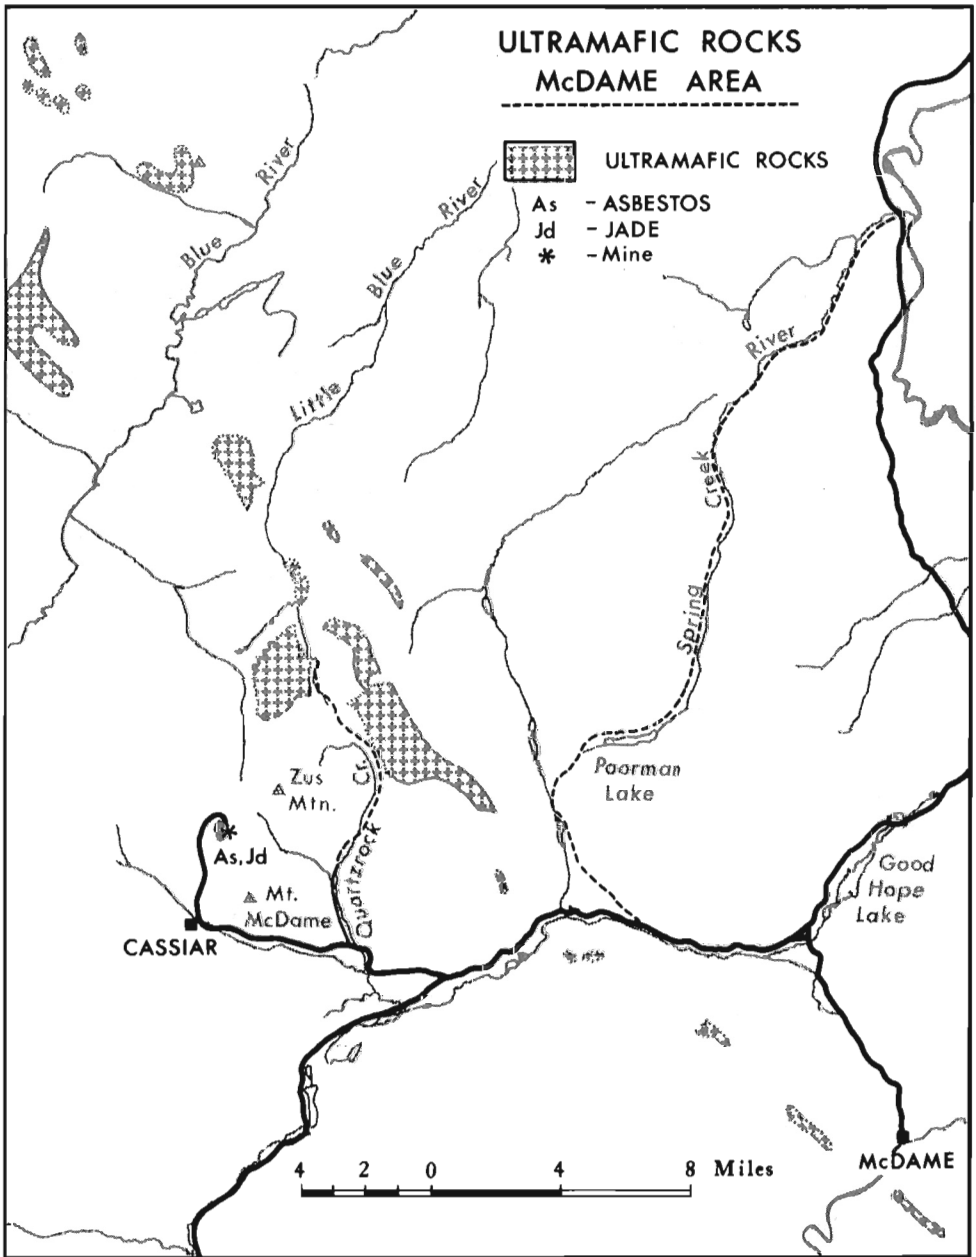 ULTRAMAFIC ROCKS
McDAME AREA
ULTRAMAFIC ROCKS
As - ASBESTOS
Jd - JADE
* - Mine
Blue River
Little Blue River
Spring Creek River
Poorman
Lake
Good
Hope
Lake
Zus
Mtn.
Quartzrock Cr.
As, Jd
Mt.
McDame
CASSIAR
McDAME
4 2 0 4 8 Miles